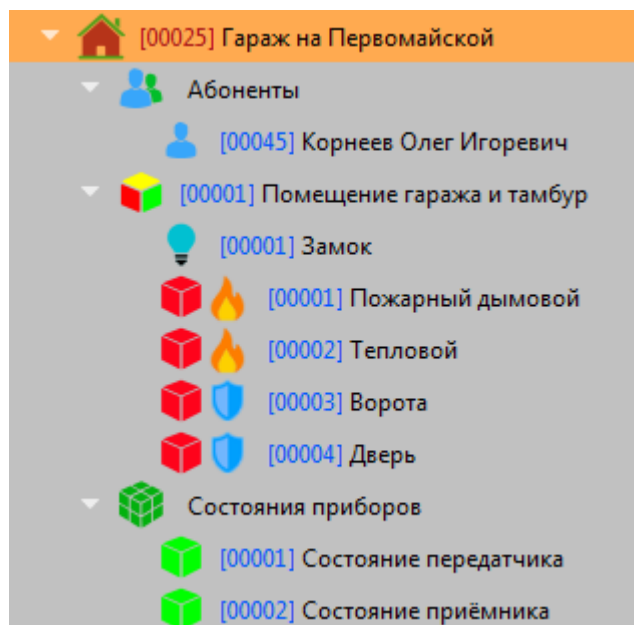 [00025] Гараж на Первомайской
Абоненты
[00045] Корнеев Олег Игоревич
[00001] Помещение гаража и тамбур
[00001] Замок
[00001] Пожарный дымовой
[00002] Тепловой
[00003] Ворота
[00004] Дверь
Состояния приборов
[00001] Состояние передатчика
[00002] Состояние приёмника